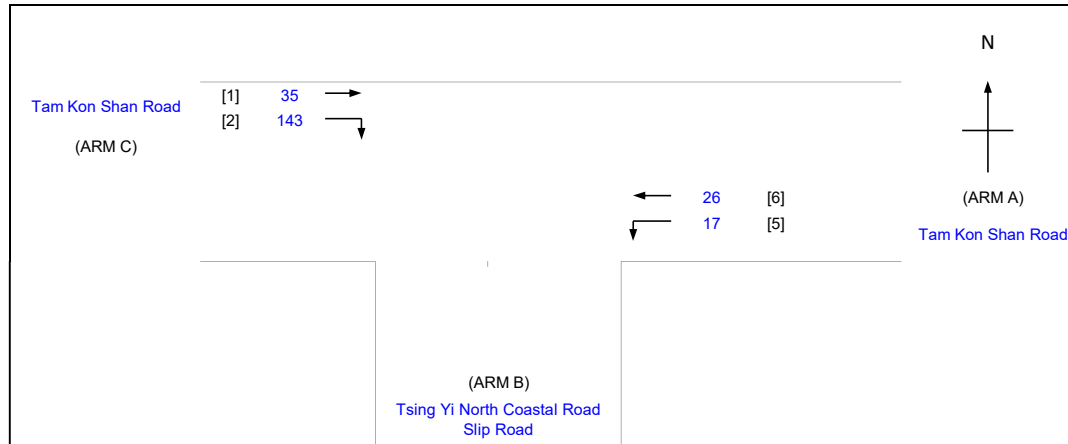 N
Tam Kon Shan Road
[1] 35
[2] 143
(ARM C)
26 [6]
17 [5]
(ARM A)
Tam Kon Shan Road
(ARM B)
Tsing Yi North Coastal Road
Slip Road